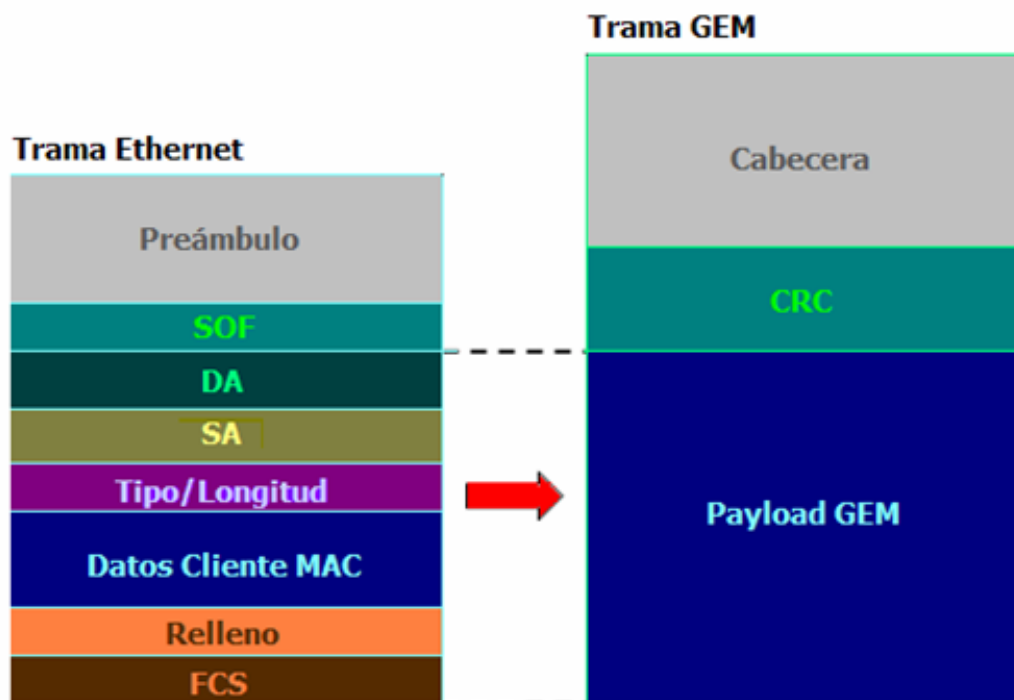 Trama GEM
Cabecera
Trama Ethernet
Preámbulo
CRC
SOF
DA
SA
Tipo/Longitud
Payload GEM
Datos Cliente MAC
Relleno
FCS